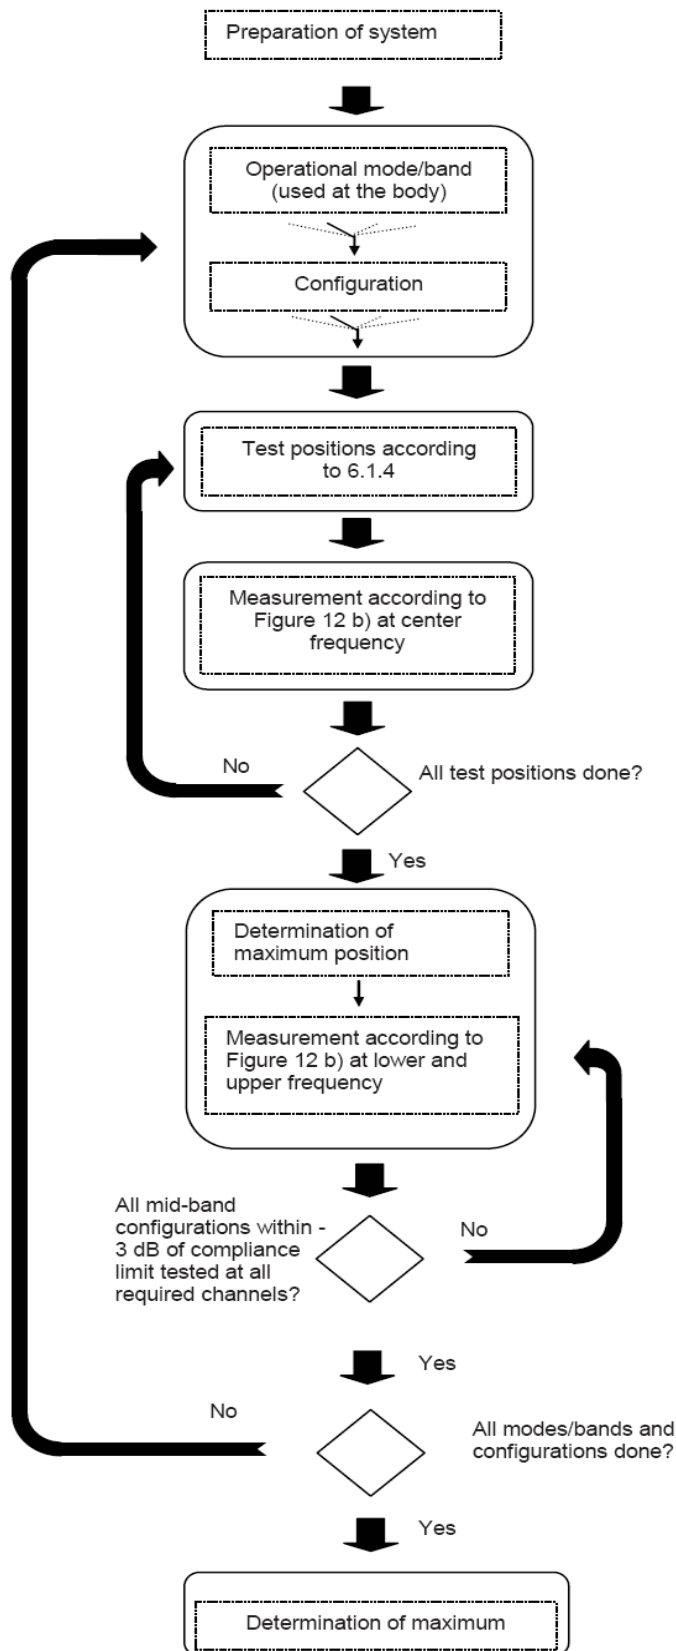 Preparation of system
Operational mode/band
(used at the body)
Configuration
Test positions according
to 6.1.4
Measurement according to
Figure 12 b) at center
frequency
No
All test positions done?
Yes
Determination of
maximum position
Measurement according to
Figure 12 b) at lower and
upper frequency
All mid-band
configurations within -
3 dB of compliance
limit tested at all
required channels?
No
Yes
No
All modes/bands and
configurations done?
Yes
Determination of maximum